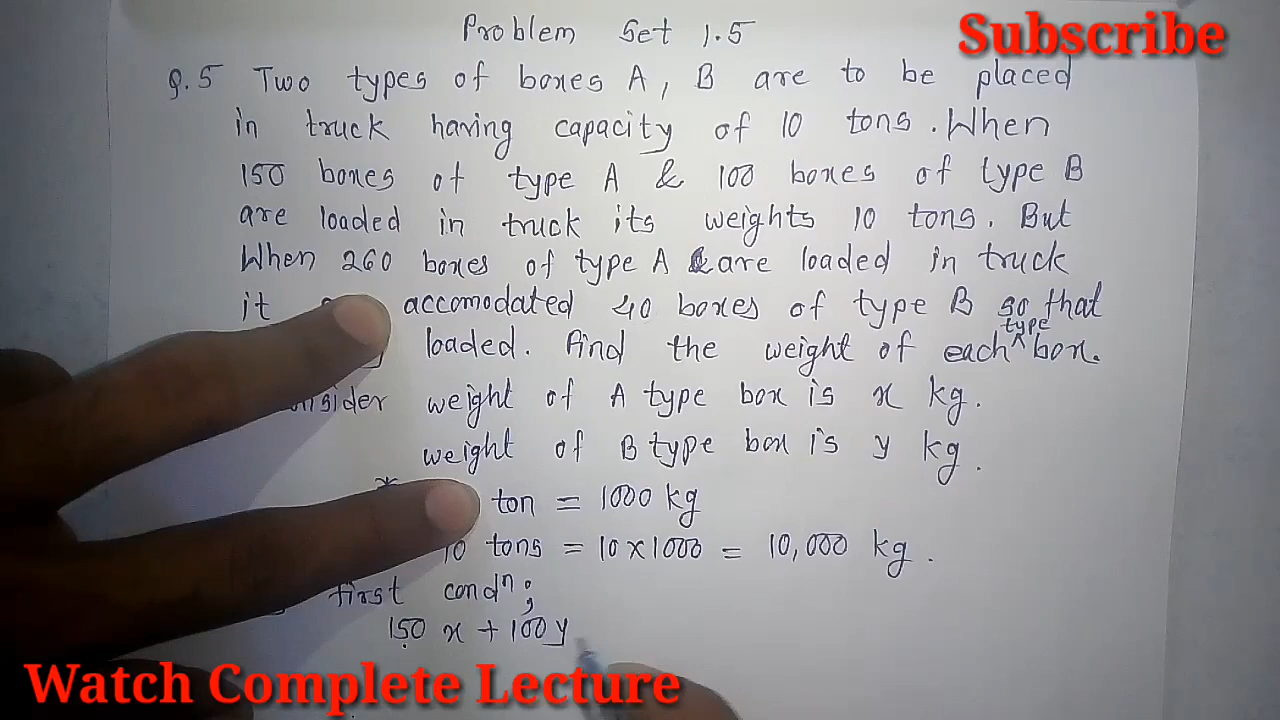 Problem Set 1.5
Subscribe
Q.5 Two types of boxes A, B are to be placed
in truck having capacity of 10 tons. When
150 boxes of type A & 100 boxes of type B
are loaded in truck its weights 10 tons. But
When 260 boxes of type A are loaded in truck
it accomodated 40 boxes of type B so that
loaded. Find the weight of each type box.
weight of A type box is x kg.
weight of B type box is y kg.
* ton = 1000 kg
10 tons = 10 x 1000 = 10,000 kg.
first condn;
150 x + 100 y
Watch Complete Lecture